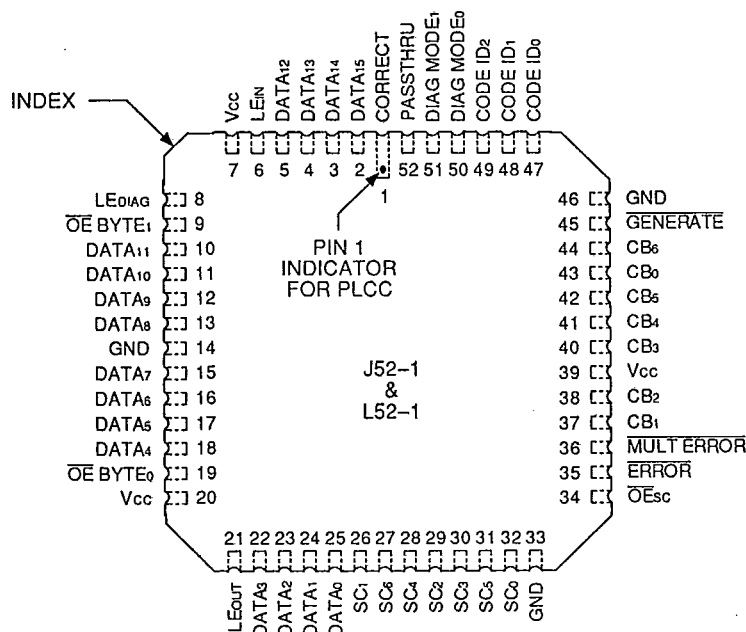 INDEX
Vcc
LEIN
DATA12
DATA13
DATA14
DATA15
CORRECT
PASSTHRU
DIAG MODE1
DIAG MODE0
CODE ID2
CODE ID1
CODE ID0
7 6 5 4 3 2 52 51 50 49 48 47
1
PIN 1
INDICATOR
FOR PLCC
LEDIAG 8
OE BYTE1 9
DATA11 10
DATA10 11
DATA9 12
DATA8 13
GND 14
DATA7 15
DATA6 16
DATA5 17
DATA4 18
OE BYTE0 19
Vcc 20
J52-1
&
L52-1
46 GND
45 GENERATE
44 CB6
43 CB0
42 CB5
41 CB4
40 CB3
39 Vcc
38 CB2
37 CB1
36 MULT ERROR
35 ERROR
34 OEsc
21 22 23 24 25 26 27 28 29 30 31 32 33
LEOUT
DATA3
DATA2
DATA1
DATA0
SC1
SC6
SC4
SC2
SC3
SC5
SC0
GND